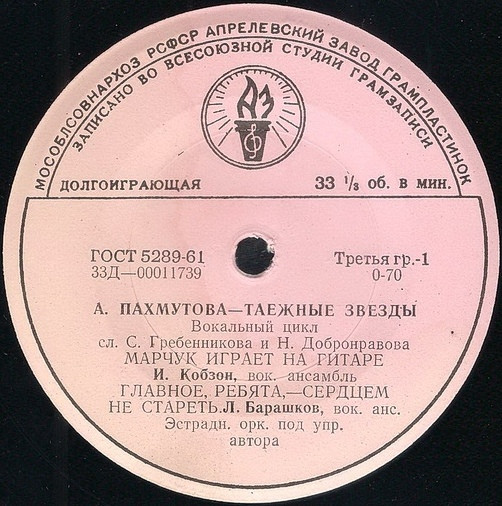 МОСОБЛСОВНАРХОЗ РСФСР АПРЕЛЕВСКИЙ ЗАВОД ГРАМПЛАСТИНОК
ЗАПИСАНО ВО ВСЕСОЮЗНОЙ СТУДИИ ГРАМЗАПИСИ
АЗ
ДОЛГОИГРАЮЩАЯ 33 ⅓ об. в мин.
ГОСТ 5289-61 Третья гр.-1
33Д—00011739 0-70
А. ПАХМУТОВА—ТАЕЖНЫЕ ЗВЕЗДЫ
Вокальный цикл
сл. С. Гребенникова и Н. Добронравова
МАРЧУК ИГРАЕТ НА ГИТАРЕ
И. Кобзон, вок. ансамбль
ГЛАВНОЕ, РЕБЯТА,—СЕРДЦЕМ
НЕ СТАРЕТЬ. Л. Барашков, вок. анс.
Эстрадн. орк. под упр.
автора